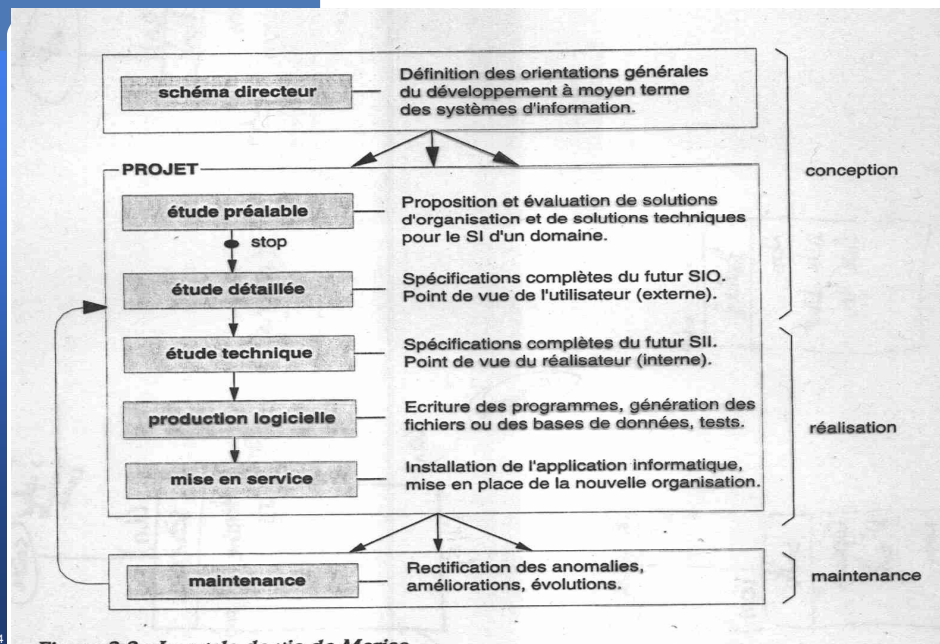 schéma directeur
Définition des orientations générales
du développement à moyen terme
des systèmes d'information.
PROJET
conception
étude préalable
Proposition et évaluation de solutions
d'organisation et de solutions techniques
pour le SI d'un domaine.
stop
étude détaillée
Spécifications complètes du futur SIO.
Point de vue de l'utilisateur (externe).
étude technique
Spécifications complètes du futur SII.
Point de vue du réalisateur (interne).
production logicielle
Ecriture des programmes, génération des
fichiers ou des bases de données, tests.
réalisation
mise en service
Installation de l'application informatique,
mise en place de la nouvelle organisation.
maintenance
Rectification des anomalies,
améliorations, évolutions.
maintenance
4